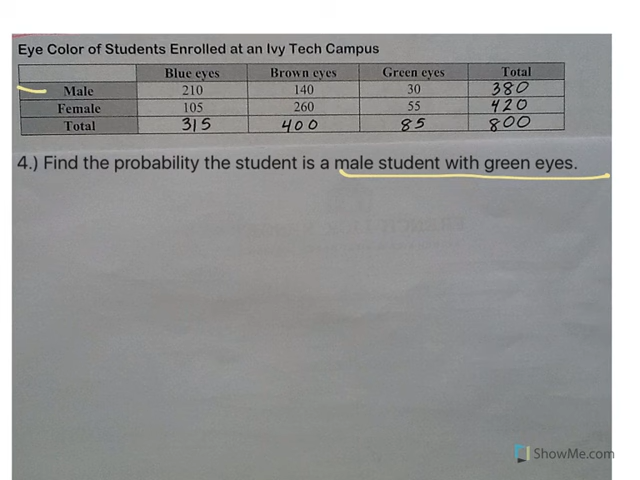 Eye Color of Students Enrolled at an Ivy Tech Campus
Blue eyes Brown eyes Green eyes Total
Male 210 140 30 380
Female 105 260 55 420
Total 315 400 85 800
4.) Find the probability the student is a male student with green eyes.
ShowMe.com